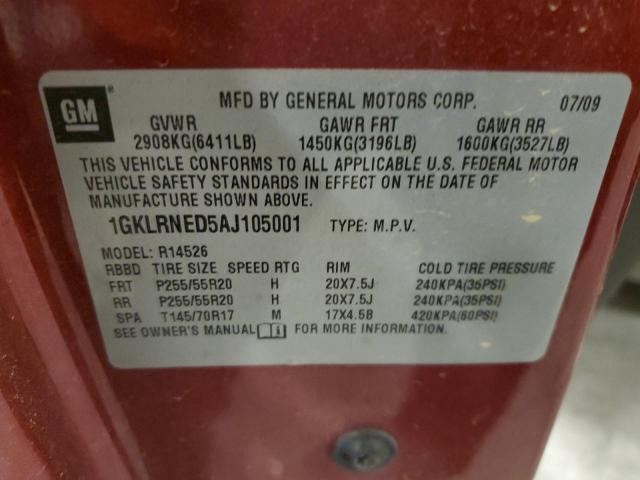 GM
MFD BY GENERAL MOTORS CORP. 07/09
GVWR GAWR FRT GAWR RR
2908KG(6411LB) 1450KG(3196LB) 1600KG(3527LB)
THIS VEHICLE CONFORMS TO ALL APPLICABLE U.S. FEDERAL MOTOR
VEHICLE SAFETY STANDARDS IN EFFECT ON THE DATE OF
MANUFACTURE SHOWN ABOVE.
1GKLRNED5AJ105001 TYPE: M.P.V.
MODEL: R14526
RBBD TIRE SIZE SPEED RTG RIM COLD TIRE PRESSURE
FRT P255/55R20 H 20X7.5J 240KPA(35PSI)
RR P255/55R20 H 20X7.5J 240KPA(35PSI)
SPA T145/70R17 M 17X4.5B 420KPA(60PSI)
SEE OWNER'S MANUAL FOR MORE INFORMATION.